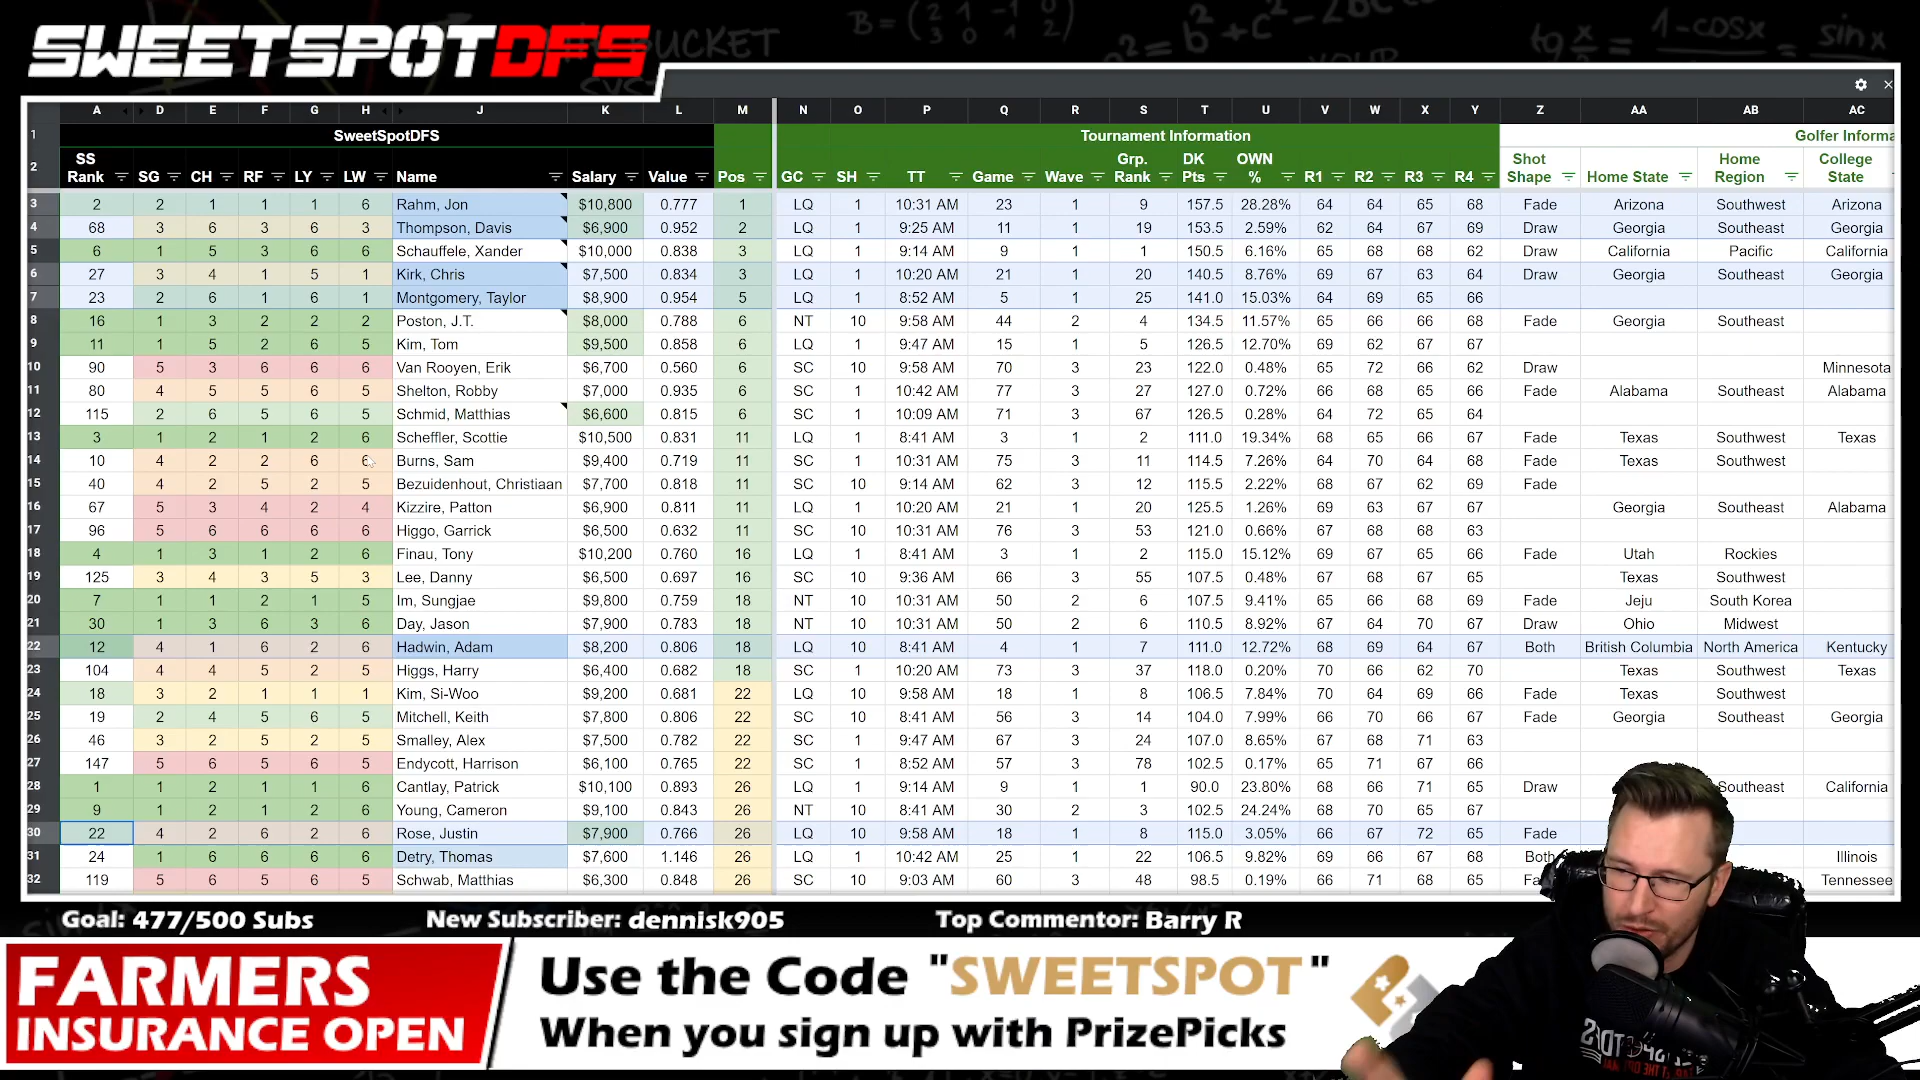 SWEETSPOTDFS
BUCKET
YOUR
1-cosx
sinx
A D E F G H J K L M N O P Q R S T U V W X Y Z AA AB AC
1 SweetSpotDFS Tournament Information Golfer Informa
SS Grp. DK OWN Shot Home College
2 Rank SG CH RF LY LW Name Salary Value Pos GC SH TT Game Wave Rank Pts % R1 R2 R3 R4 Shape Home State Region State
3 2 2 1 1 1 6 Rahm, Jon $10,800 0.777 1 LQ 1 10:31 AM 23 1 9 157.5 28.28% 64 64 65 68 Fade Arizona Southwest Arizona
4 68 3 6 3 6 3 Thompson, Davis $6,900 0.952 2 LQ 1 9:25 AM 11 1 19 153.5 2.59% 62 64 67 69 Draw Georgia Southeast Georgia
5 6 1 5 3 6 6 Schauffele, Xander $10,000 0.838 3 LQ 1 9:14 AM 9 1 1 150.5 6.16% 65 68 68 62 Draw California Pacific California
6 27 3 4 1 5 1 Kirk, Chris $7,500 0.834 3 LQ 1 10:20 AM 21 1 20 140.5 8.76% 69 67 63 64 Draw Georgia Southeast Georgia
7 23 2 6 1 6 1 Montgomery, Taylor $8,900 0.954 5 LQ 1 8:52 AM 5 1 25 141.0 15.03% 64 69 65 66
8 16 1 3 2 2 2 Poston, J.T. $8,000 0.788 6 NT 10 9:58 AM 44 2 4 134.5 11.57% 65 66 66 68 Fade Georgia Southeast
9 11 1 5 2 6 5 Kim, Tom $9,500 0.858 6 LQ 1 9:47 AM 15 1 5 126.5 12.70% 69 62 67 67
10 90 5 3 6 6 6 Van Rooyen, Erik $6,700 0.560 6 SC 10 9:58 AM 70 3 23 122.0 0.48% 65 72 66 62 Draw Minnesota
11 80 4 5 5 6 5 Shelton, Robby $7,000 0.935 6 SC 1 10:42 AM 77 3 27 127.0 0.72% 66 68 65 66 Fade Alabama Southeast Alabama
12 115 2 6 5 6 5 Schmid, Matthias $6,600 0.815 6 SC 1 10:09 AM 71 3 67 126.5 0.28% 64 72 65 64
13 3 1 2 1 2 6 Scheffler, Scottie $10,500 0.831 11 LQ 1 8:41 AM 3 1 2 111.0 19.34% 68 65 66 67 Fade Texas Southwest Texas
14 10 4 2 2 6 6 Burns, Sam $9,400 0.719 11 SC 1 10:31 AM 75 3 11 114.5 7.26% 64 70 64 68 Fade Texas Southwest
15 40 4 2 5 2 5 Bezuidenhout, Christiaan $7,700 0.818 11 SC 10 9:14 AM 62 3 12 115.5 2.22% 68 67 62 69 Fade
16 67 5 3 4 2 4 Kizzire, Patton $6,900 0.811 11 LQ 1 10:20 AM 21 1 20 125.5 1.26% 69 63 67 67 Georgia Southeast Alabama
17 96 5 6 6 6 6 Higgo, Garrick $6,500 0.632 11 SC 1 10:31 AM 76 3 53 121.0 0.66% 67 68 68 63
18 4 1 3 1 2 6 Finau, Tony $10,200 0.760 16 LQ 1 8:41 AM 3 1 2 115.0 15.12% 69 67 65 66 Fade Utah Rockies
19 125 3 4 3 5 3 Lee, Danny $6,500 0.697 16 SC 10 9:36 AM 66 3 55 107.5 0.48% 67 68 67 65 Texas Southwest
20 7 1 1 2 1 5 Im, Sungjae $9,800 0.759 18 NT 10 10:31 AM 50 2 6 107.5 9.41% 65 66 68 69 Fade Jeju South Korea
21 30 1 3 6 3 6 Day, Jason $7,900 0.783 18 NT 10 10:31 AM 50 2 6 110.5 8.92% 67 64 70 67 Draw Ohio Midwest
22 12 4 1 6 2 6 Hadwin, Adam $8,200 0.806 18 LQ 10 8:41 AM 4 1 7 111.0 12.72% 68 69 64 67 Both British Columbia North America Kentucky
23 104 4 4 5 2 5 Higgs, Harry $6,400 0.682 18 SC 1 10:20 AM 73 3 37 118.0 0.20% 70 66 62 70 Texas Southwest Texas
24 18 3 2 1 1 1 Kim, Si-Woo $9,200 0.681 22 LQ 10 9:58 AM 18 1 8 106.5 7.84% 70 64 69 66 Fade Texas Southwest
25 19 2 4 5 6 5 Mitchell, Keith $7,800 0.806 22 SC 10 8:41 AM 56 3 14 104.0 7.99% 66 70 66 67 Fade Georgia Southeast Georgia
26 46 3 2 5 2 5 Smalley, Alex $7,500 0.782 22 SC 1 9:47 AM 67 3 24 107.0 8.65% 67 68 71 63
27 147 5 6 5 6 5 Endycott, Harrison $6,100 0.765 22 SC 1 8:52 AM 57 3 78 102.5 0.17% 65 71 67 66
28 1 1 2 1 1 6 Cantlay, Patrick $10,100 0.893 26 LQ 1 9:14 AM 9 1 1 90.0 23.80% 68 66 71 65 Draw Southeast California
29 9 1 2 1 2 6 Young, Cameron $9,100 0.843 26 NT 10 8:41 AM 30 2 3 102.5 24.24% 68 70 65 67
30 22 4 2 6 2 6 Rose, Justin $7,900 0.766 26 LQ 10 9:58 AM 18 1 8 115.0 3.05% 66 67 72 65 Fade
31 24 1 6 6 6 6 Detry, Thomas $7,600 1.146 26 LQ 10 10:42 AM 25 1 22 106.5 9.82% 69 66 67 68 Both Illinois
32 119 5 6 5 6 5 Schwab, Matthias $6,300 0.848 26 SC 10 9:03 AM 60 3 48 98.5 0.19% 66 71 68 65 Fa Tennessee
Goal: 477/500 Subs New Subscriber: dennisk905 Top Commentor: Barry R
FARMERS
INSURANCE OPEN
Use the Code "SWEETSPOT"
When you sign up with PrizePicks